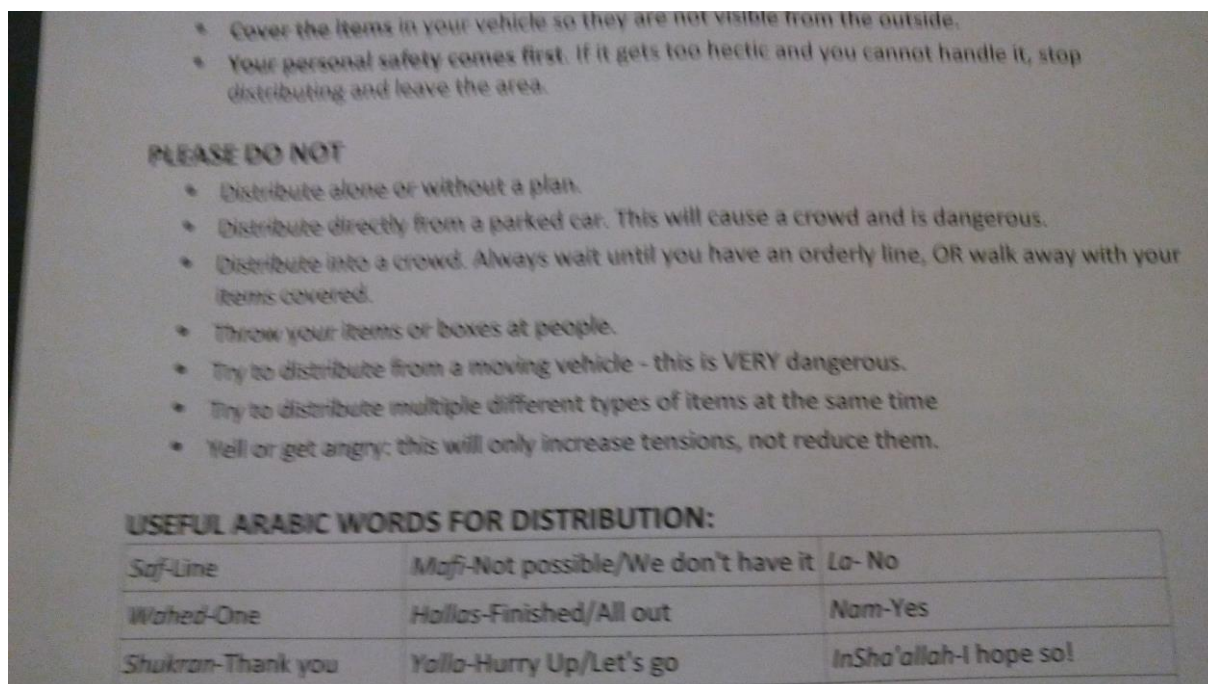 • Cover the items in your vehicle so they are not visible from the outside.
• Your personal safety comes first. If it gets too hectic and you cannot handle it, stop
distributing and leave the area.
PLEASE DO NOT
• Distribute alone or without a plan.
• Distribute directly from a parked car. This will cause a crowd and is dangerous.
• Distribute into a crowd. Always wait until you have an orderly line, OR walk away with your
items covered.
• Throw your items or boxes at people.
• Try to distribute from a moving vehicle - this is VERY dangerous.
• Try to distribute multiple different types of items at the same time
• Yell or get angry: this will only increase tensions, not reduce them.
USEFUL ARABIC WORDS FOR DISTRIBUTION:
Saf-Line Mafi-Not possible/We don't have it La- No
Wahed-One Hallas-Finished/All out Nam-Yes
Shukran-Thank you Yalla-Hurry Up/Let's go InSha'allah-I hope so!